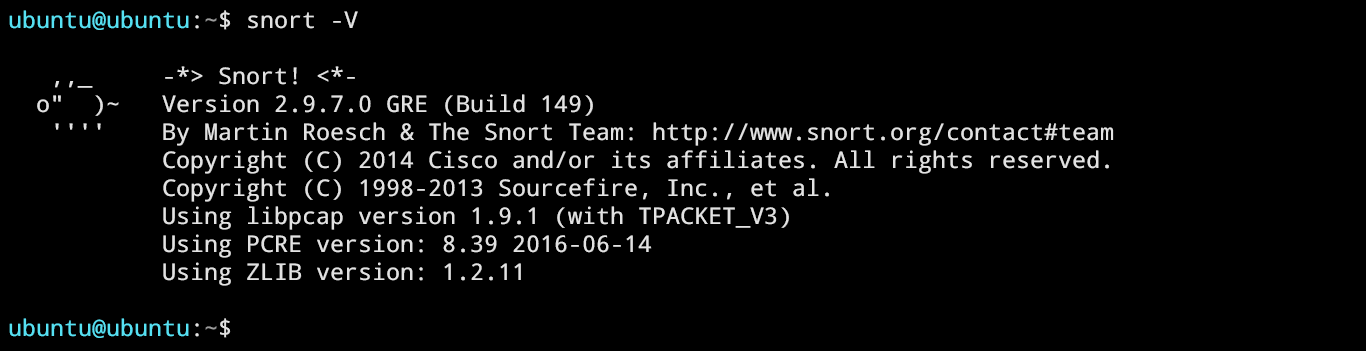 ubuntu@ubuntu:~$ snort -V

   ,,_     -*> Snort! <*-
  o"  )~   Version 2.9.7.0 GRE (Build 149)
   ''''    By Martin Roesch & The Snort Team: http://www.snort.org/contact#team
           Copyright (C) 2014 Cisco and/or its affiliates. All rights reserved.
           Copyright (C) 1998-2013 Sourcefire, Inc., et al.
           Using libpcap version 1.9.1 (with TPACKET_V3)
           Using PCRE version: 8.39 2016-06-14
           Using ZLIB version: 1.2.11

ubuntu@ubuntu:~$